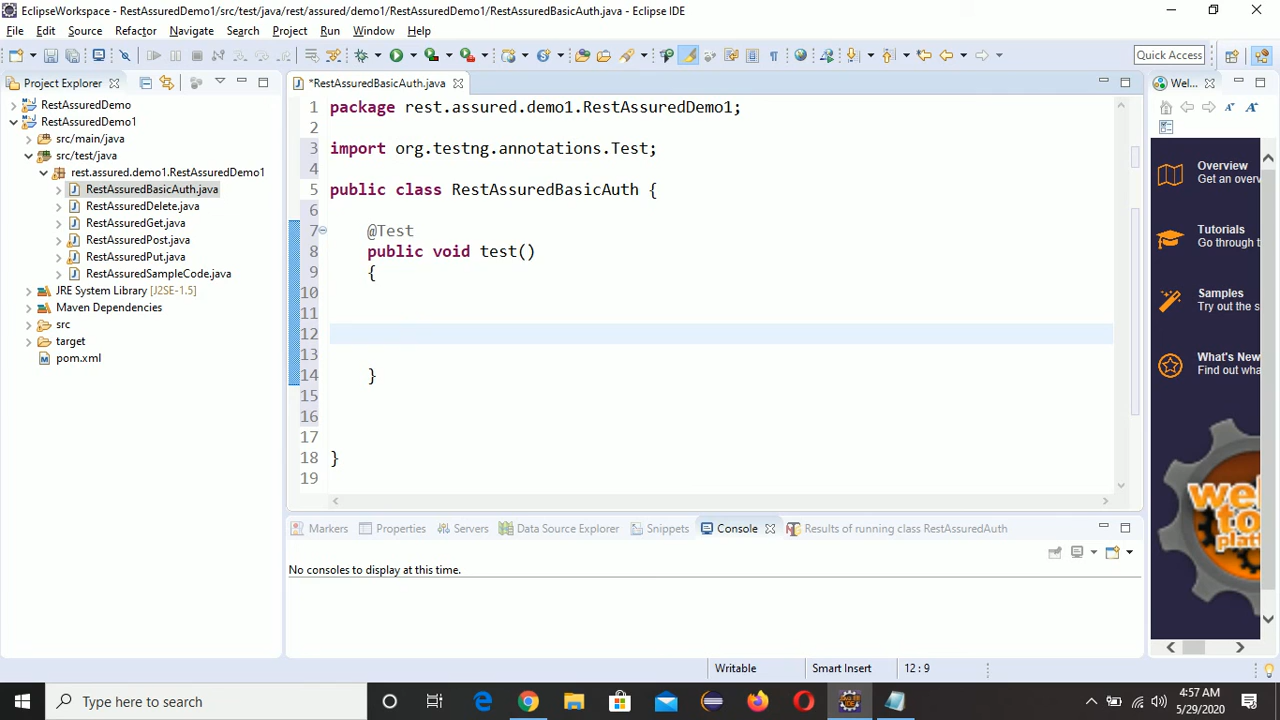 EclipseWorkspace - RestAssuredDemo1/src/test/java/rest/assured/demo1/RestAssuredDemo1/RestAssuredBasicAuth.java - Eclipse IDE
File Edit Source Refactor Navigate Search Project Run Window Help
Quick Access
Project Explorer
RestAssuredDemo
RestAssuredDemo1
src/main/java
src/test/java
rest.assured.demo1.RestAssuredDemo1
RestAssuredBasicAuth.java
RestAssuredDelete.java
RestAssuredGet.java
RestAssuredPost.java
RestAssuredPut.java
RestAssuredSampleCode.java
JRE System Library [J2SE-1.5]
Maven Dependencies
src
target
pom.xml
*RestAssuredBasicAuth.java
1 package rest.assured.demo1.RestAssuredDemo1;
2
3 import org.testng.annotations.Test;
4
5 public class RestAssuredBasicAuth {
6
7 @Test
8 public void test()
9 {
10
11
12
13
14 }
15
16
17
18 }
19
Wel...
Overview
Get an overv
Tutorials
Go through t
Samples
Try out the s
What's New
Find out wha
Markers Properties Servers Data Source Explorer Snippets Console Results of running class RestAssuredAuth
No consoles to display at this time.
Writable Smart Insert 12 : 9
Type here to search
4:57 AM
5/29/2020